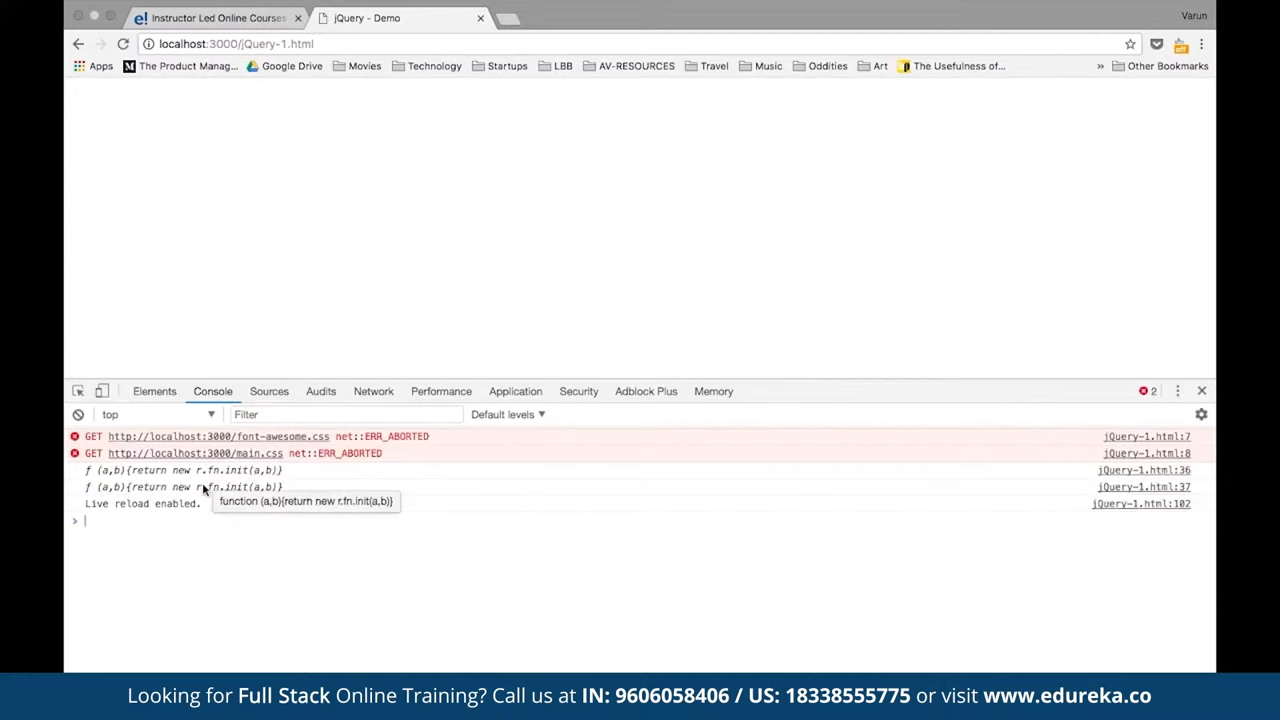 Instructor Led Online Courses
jQuery - Demo
Varun
localhost:3000/jQuery-1.html
Apps
The Product Manag...
Google Drive
Movies
Technology
Startups
LBB
AV-RESOURCES
Travel
Music
Oddities
Art
The Usefulness of...
»
Other Bookmarks
Elements Console Sources Audits Network Performance Application Security Adblock Plus Memory 2
top Filter Default levels
GET http://localhost:3000/font-awesome.css net::ERR_ABORTED jQuery-1.html:7
GET http://localhost:3000/main.css net::ERR_ABORTED jQuery-1.html:8
ƒ (a,b){return new r.fn.init(a,b)} jQuery-1.html:36
ƒ (a,b){return new r.fn.init(a,b)} jQuery-1.html:37
function (a,b){return new r.fn.init(a,b)}
Live reload enabled. jQuery-1.html:102
>
Looking for Full Stack Online Training? Call us at IN: 9606058406 / US: 18338555775 or visit www.edureka.co